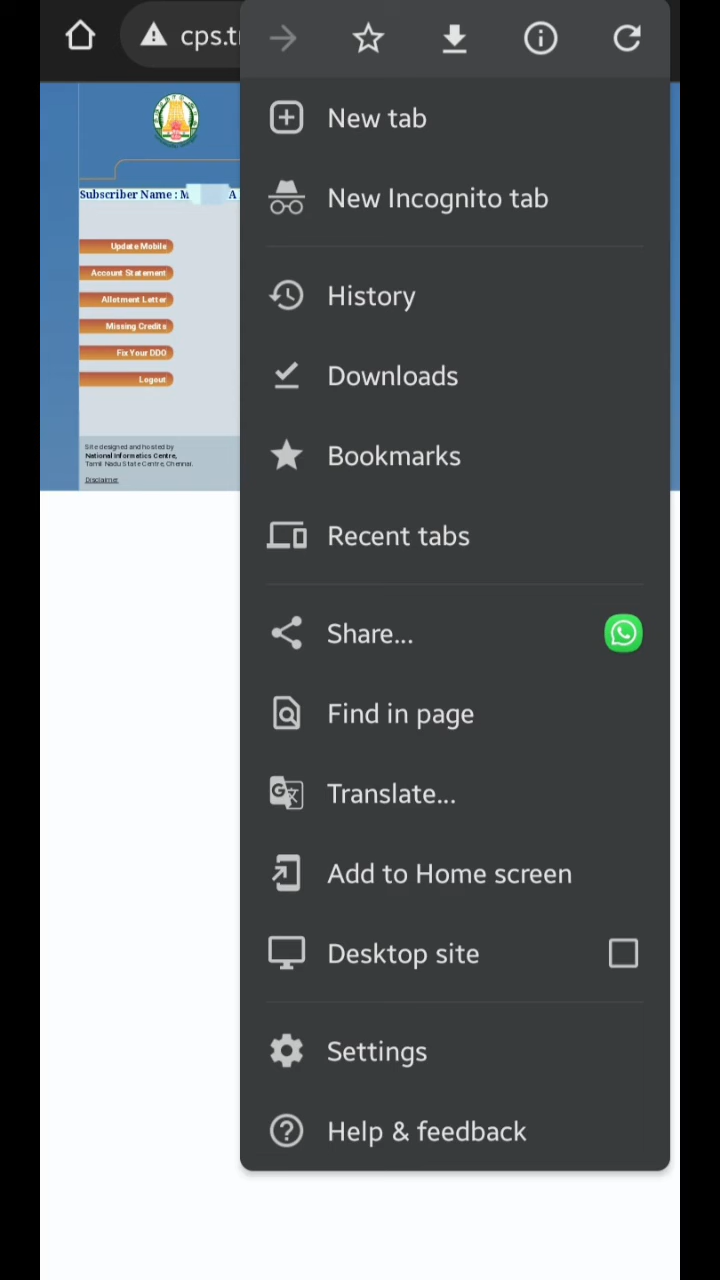 cps.t
New tab
New Incognito tab
History
Downloads
Bookmarks
Recent tabs
Share...
Find in page
Translate...
Add to Home screen
Desktop site
Settings
Help & feedback
Subscriber Name : M A
Update Mobile
Account Statement
Allotment Letter
Missing Credits
Fix Your DDO
Logout
Site designed and hosted by
National Informatics Centre,
Tamil Nadu State Centre, Chennai.
Disclaimer